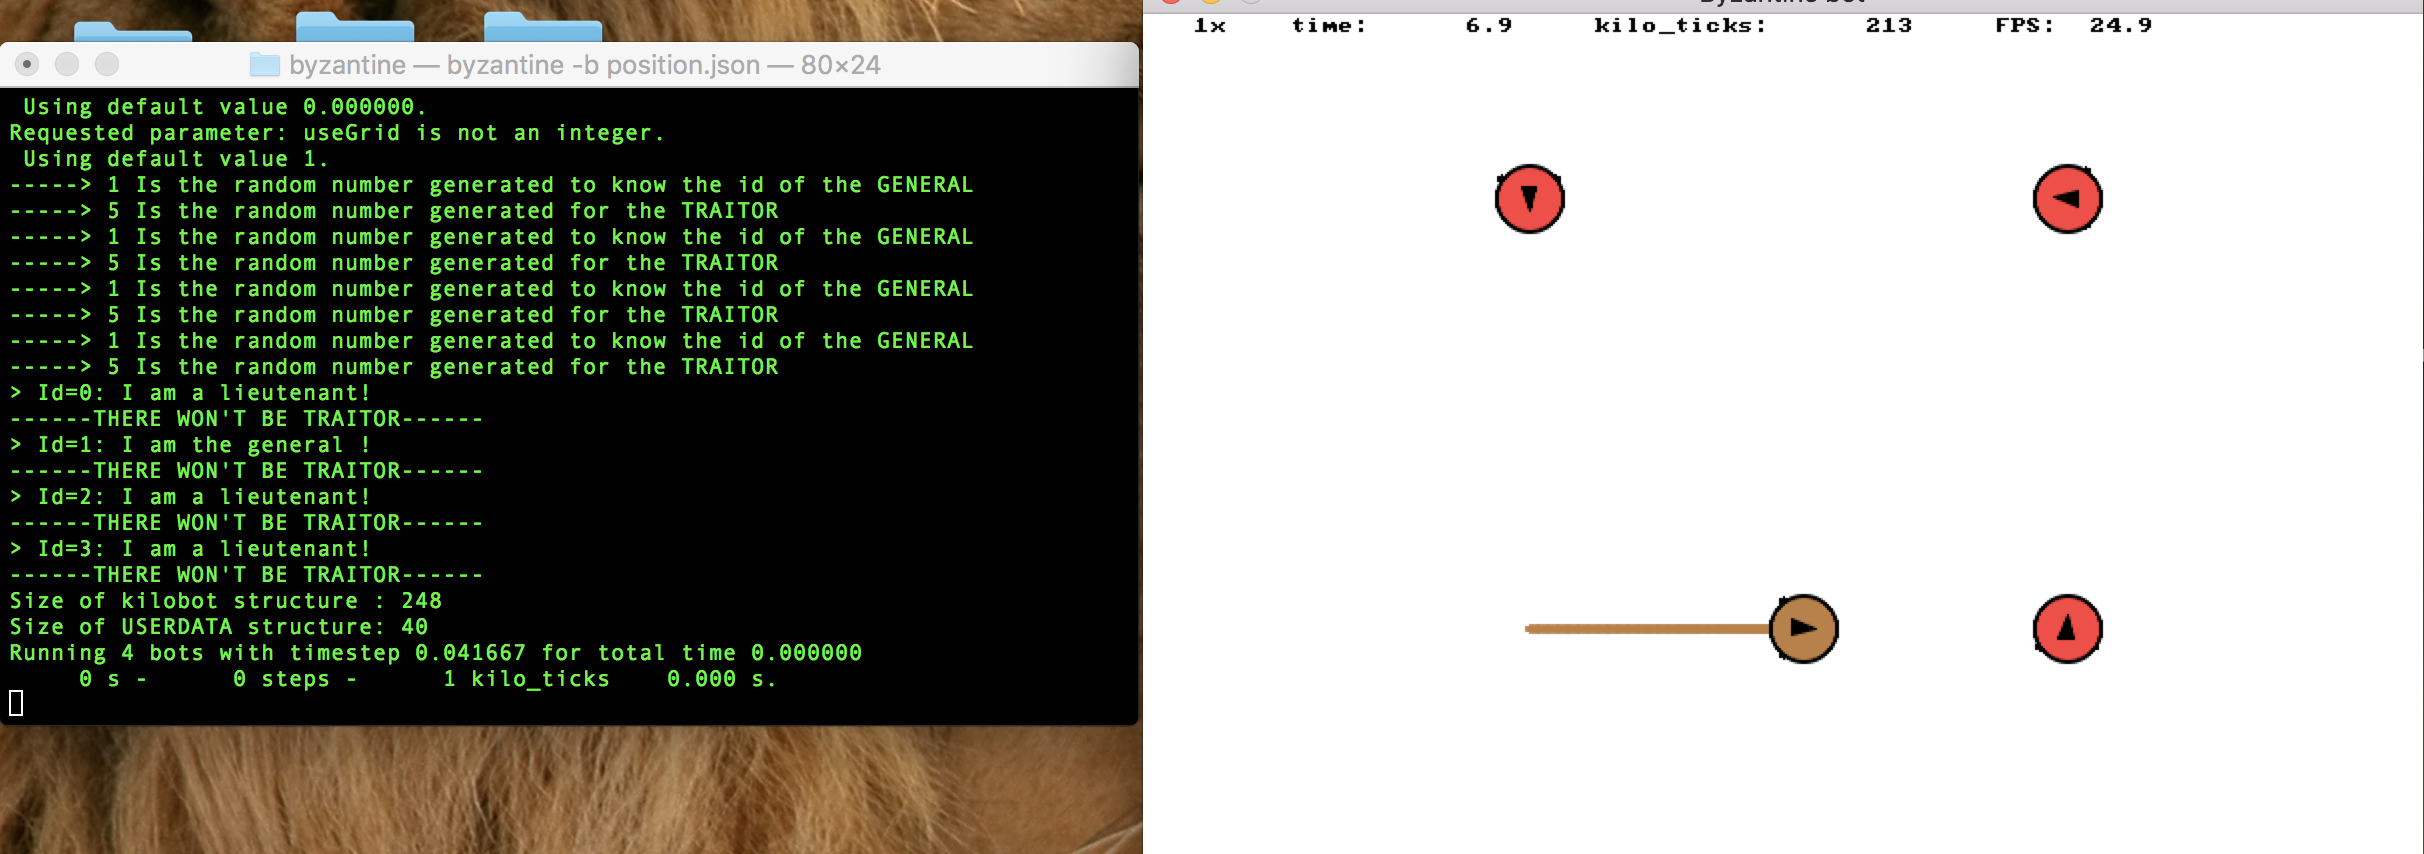 byzantine — byzantine -b position.json — 80×24
 Using default value 0.000000.
Requested parameter: useGrid is not an integer.
 Using default value 1.
-----> 1 Is the random number generated to know the id of the GENERAL
-----> 5 Is the random number generated for the TRAITOR
-----> 1 Is the random number generated to know the id of the GENERAL
-----> 5 Is the random number generated for the TRAITOR
-----> 1 Is the random number generated to know the id of the GENERAL
-----> 5 Is the random number generated for the TRAITOR
-----> 1 Is the random number generated to know the id of the GENERAL
-----> 5 Is the random number generated for the TRAITOR
> Id=0: I am a lieutenant!
------THERE WON'T BE TRAITOR------
> Id=1: I am the general !
------THERE WON'T BE TRAITOR------
> Id=2: I am a lieutenant!
------THERE WON'T BE TRAITOR------
> Id=3: I am a lieutenant!
------THERE WON'T BE TRAITOR------
Size of kilobot structure : 248
Size of USERDATA structure: 40
Running 4 bots with timestep 0.041667 for total time 0.000000
     0 s -      0 steps -       1 kilo_ticks    0.000 s.
Byzantine bot
1x    time:      6.9     kilo_ticks:      213     FPS:  24.9